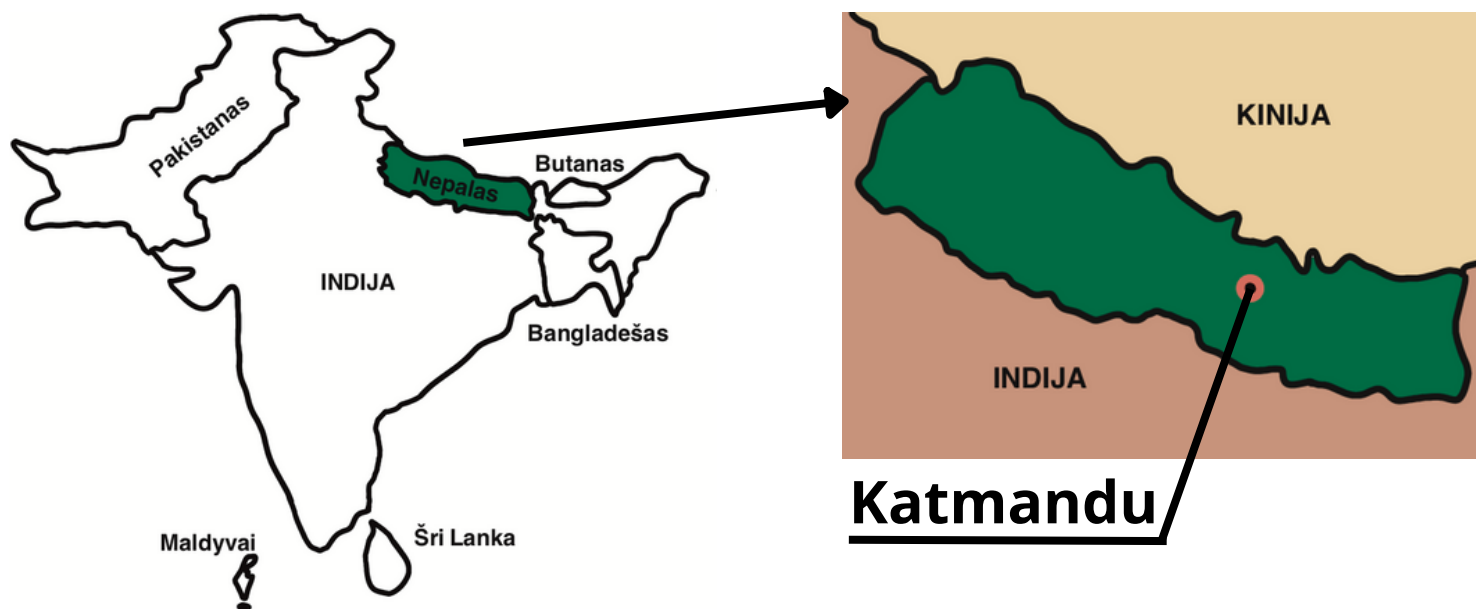 Pakistanas
Nepalas
Butanas
INDIJA
Bangladešas
Maldyvai
Šri Lanka
KINIJA
INDIJA
Katmandu